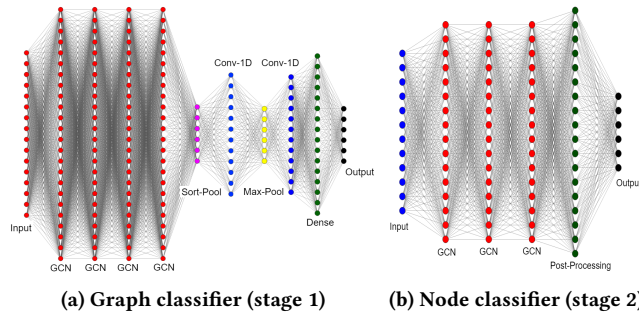 Conv-1D Conv-1D
Sort-Pool Max-Pool Output
Input
Dense
GCN GCN GCN GCN
(a) Graph classifier (stage 1)
Output
Input
GCN GCN GCN
Post-Processing
(b) Node classifier (stage 2)